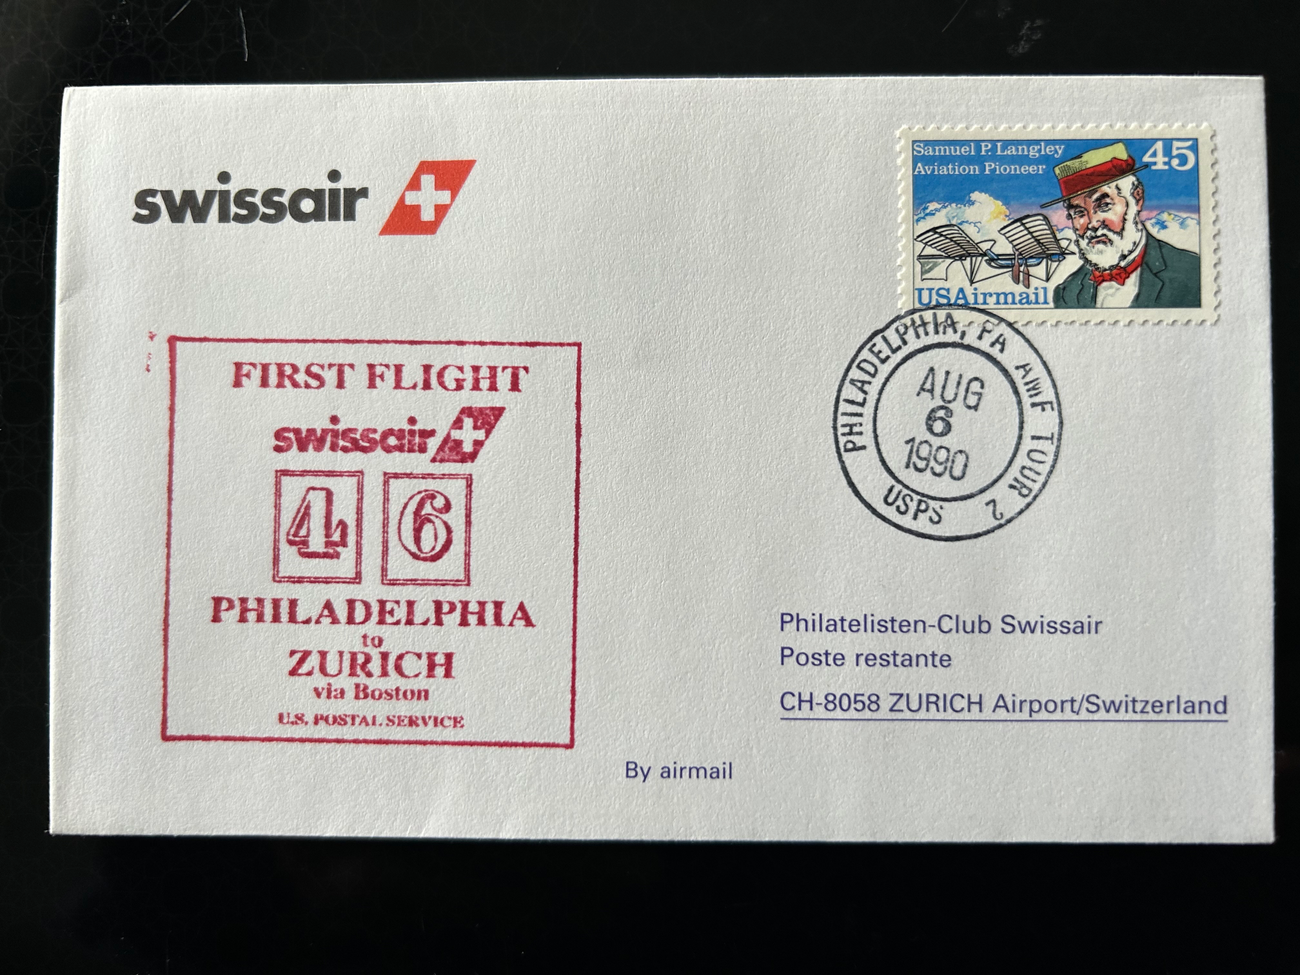 swissair
Samuel P. Langley
Aviation Pioneer
45
USAirmail
PHILADELPHIA, PA AMF TOUR 2
AUG
6
1990
USPS
FIRST FLIGHT
swissair
4 6
PHILADELPHIA
to
ZURICH
via Boston
U.S. POSTAL SERVICE
Philatelisten-Club Swissair
Poste restante
CH-8058 ZURICH Airport/Switzerland
By airmail